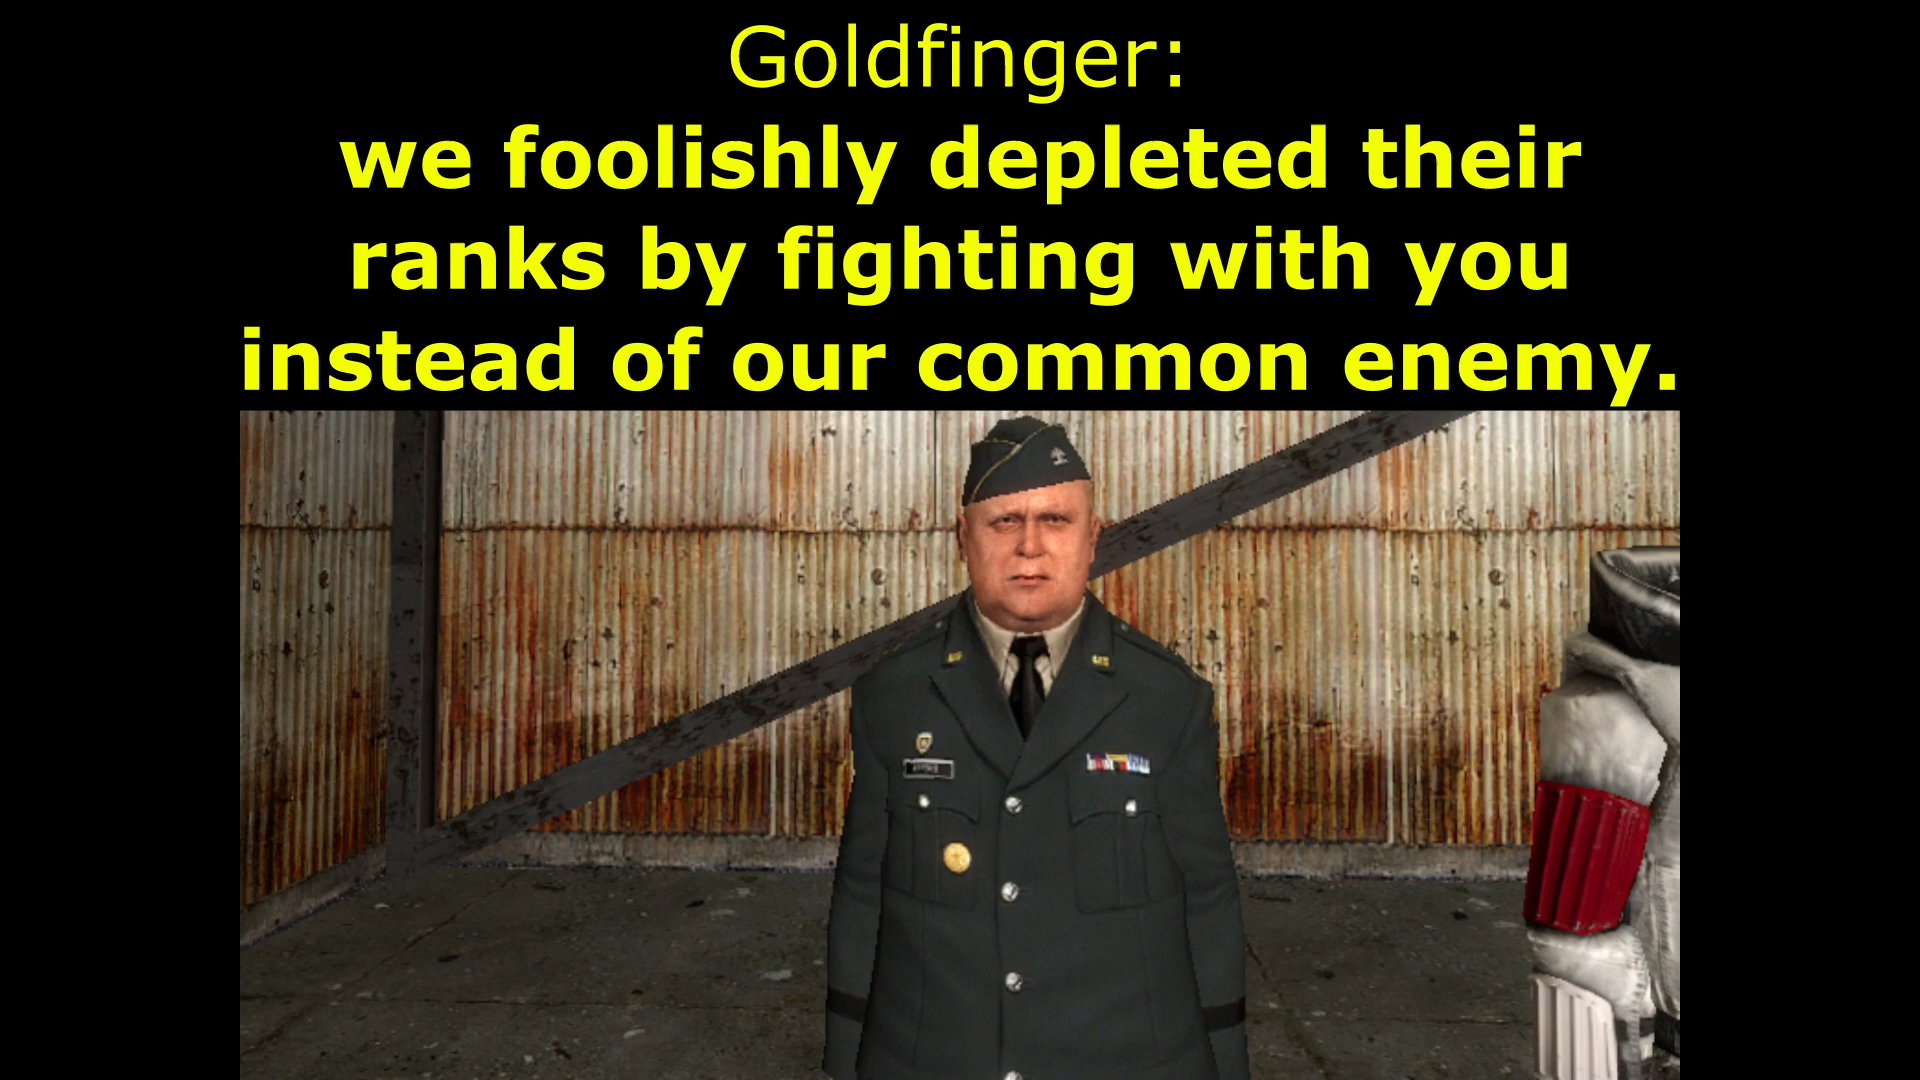 Goldfinger:
we foolishly depleted their
ranks by fighting with you
instead of our common enemy.